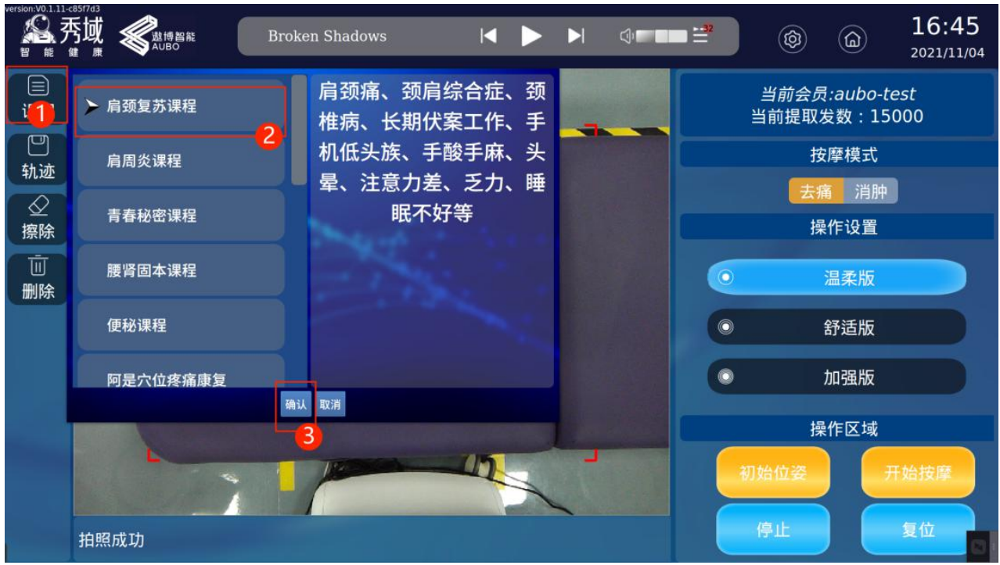 version:V0.1.11-c85f7d3
秀域
智 能 健 康
遨博智能
AUBO
Broken Shadows
32
16:45
2021/11/04
1
轨迹
擦除
删除
肩颈复苏课程
2
肩周炎课程
青春秘密课程
腰肾固本课程
便秘课程
阿是穴位疼痛康复
肩颈痛、颈肩综合症、颈
椎病、长期伏案工作、手
机低头族、手酸手麻、头
晕、注意力差、乏力、睡
眠不好等
确认
取消
3
当前会员:aubo-test
当前提取发数：15000
按摩模式
去痛
消肿
操作设置
温柔版
舒适版
加强版
操作区域
初始位姿
开始按摩
停止
复位
拍照成功